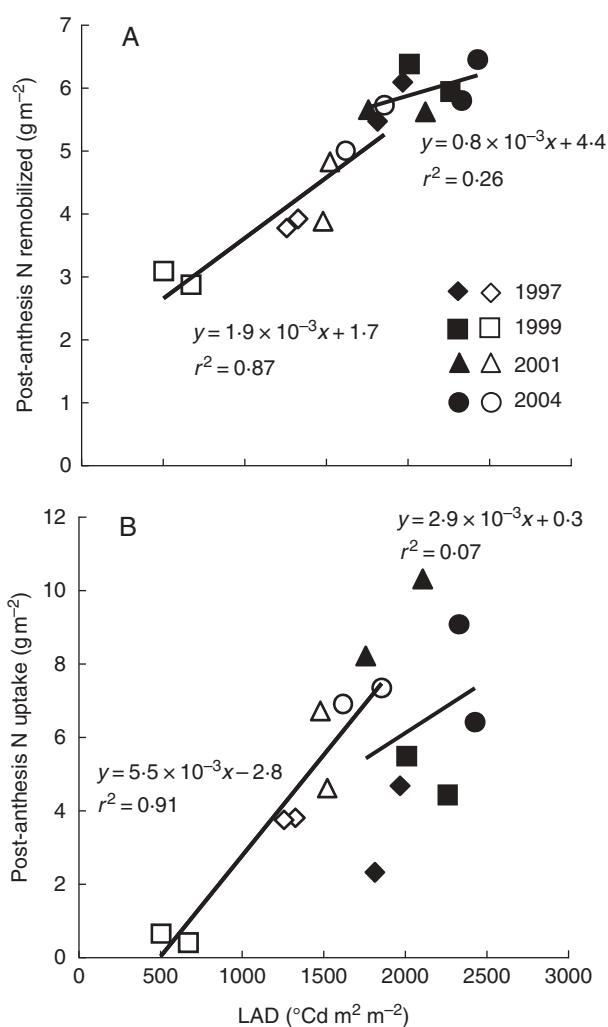 A
7
6
5
4
3
2
1
0
Post-anthesis N remobilized (g m−2)
y = 0·8 × 10−3x + 4·4
r2 = 0·26
y = 1·9 × 10−3x + 1·7
r2 = 0·87
1997
1999
2001
2004
B
12
10
8
6
4
2
0
Post-anthesis N uptake (g m−2)
y = 2·9 × 10−3x + 0·3
r2 = 0·07
y = 5·5 × 10−3x − 2·8
r2 = 0·91
0 500 1000 1500 2000 2500 3000
LAD (°Cd m2 m−2)